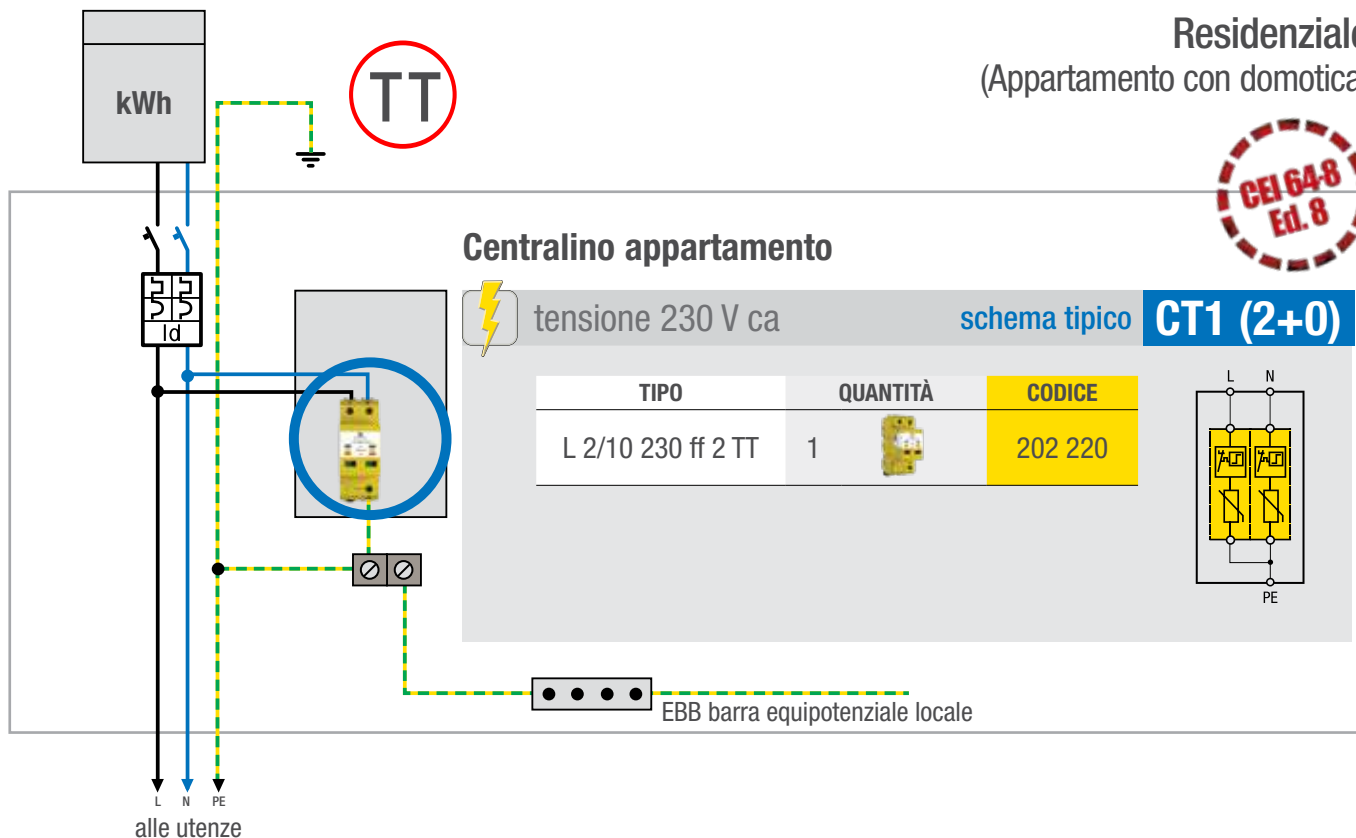 Residenziale
(Appartamento con domotica
kWh
TT
CEI 64-8
Ed. 8
Centralino appartamento
Id
tensione 230 V ca
schema tipico
CT1 (2+0)
TIPO QUANTITÀ CODICE
L 2/10 230 ff 2 TT 1 202 220
L N
PE
EBB barra equipotenziale locale
L N PE
alle utenze